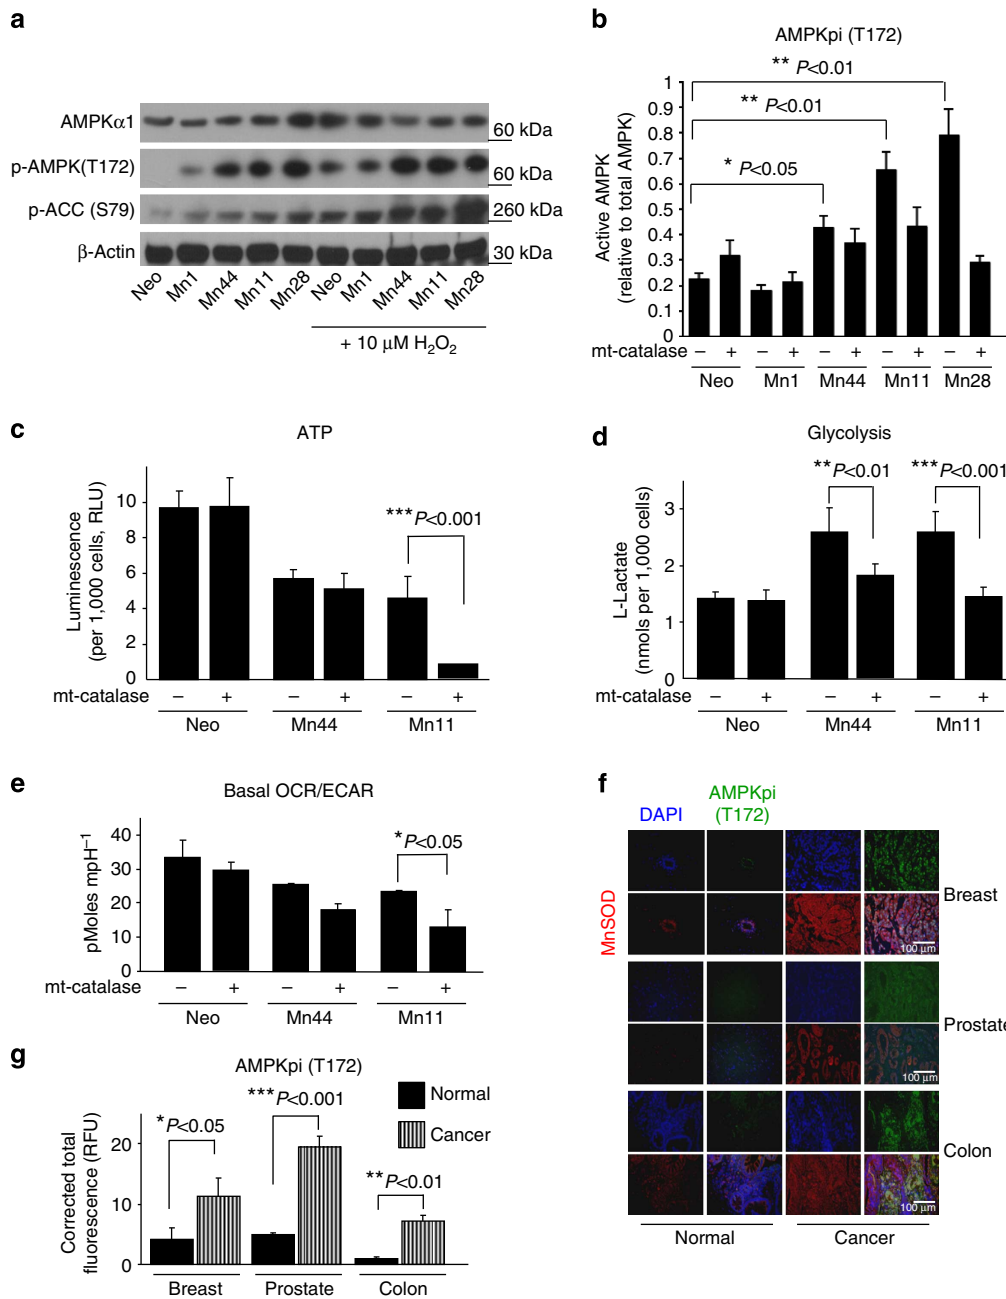 a
AMPKα1
60 kDa
p-AMPK(T172)
60 kDa
p-ACC (S79)
260 kDa
β-Actin
30 kDa
Neo Mn1 Mn44 Mn11 Mn28 Neo Mn1 Mn44 Mn11 Mn28
+ 10 μM H₂O₂
b
AMPKpi (T172)
** P<0.01
** P<0.01
* P<0.05
Active AMPK
(relative to total AMPK)
1
0.9
0.8
0.7
0.6
0.5
0.4
0.3
0.2
0.1
0
mt-catalase − + − + − + − + − +
Neo Mn1 Mn44 Mn11 Mn28
c
ATP
Luminescence
(per 1,000 cells, RLU)
10
8
6
4
2
0
***P<0.001
mt-catalase − + − + − +
Neo Mn44 Mn11
d
Glycolysis
L-Lactate
(nmols per 1,000 cells)
3
2
1
0
**P<0.01
***P<0.001
mt-catalase − + − + − +
Neo Mn44 Mn11
e
Basal OCR/ECAR
pMoles mpH⁻¹
40
30
20
10
0
*P<0.05
mt-catalase − + − + − +
Neo Mn44 Mn11
f
DAPI
AMPKpi
(T172)
MnSOD
Breast
100 μm
Prostate
100 μm
Colon
100 μm
Normal Cancer
g
AMPKpi (T172)
Normal
Cancer
Corrected total
fluorescence (RFU)
20
10
0
*P<0.05
***P<0.001
**P<0.01
Breast Prostate Colon